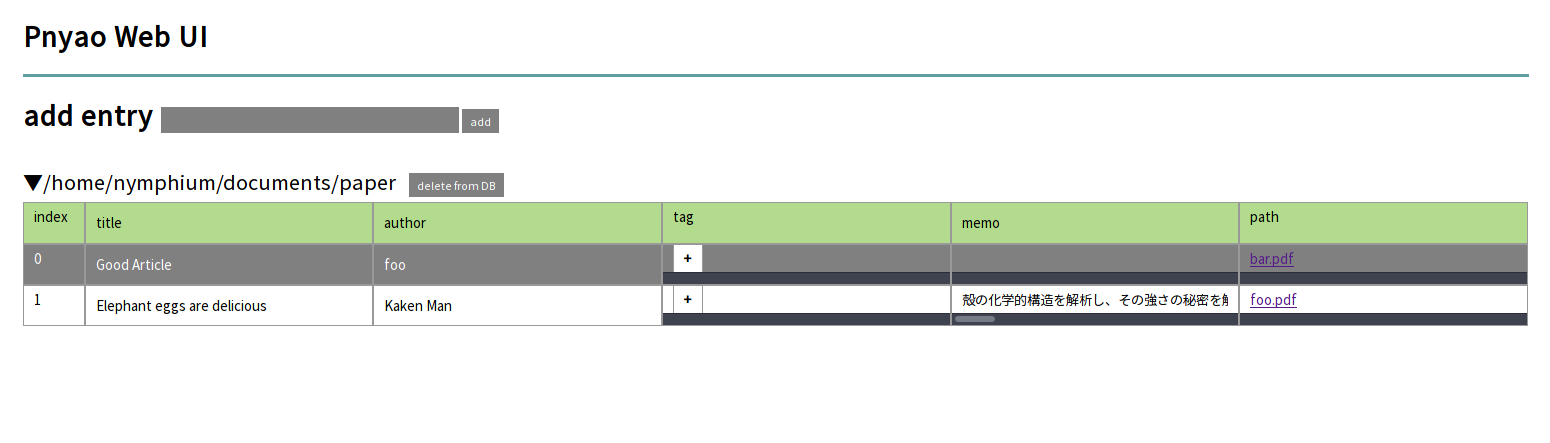 Pnyao Web UI
add entry add
▼/home/nymphium/documents/paper delete from DB
index title author tag memo path
0 Good Article foo + bar.pdf
1 Elephant eggs are delicious Kaken Man + 殻の化学的構造を解析し、その強さの秘密を解 foo.pdf